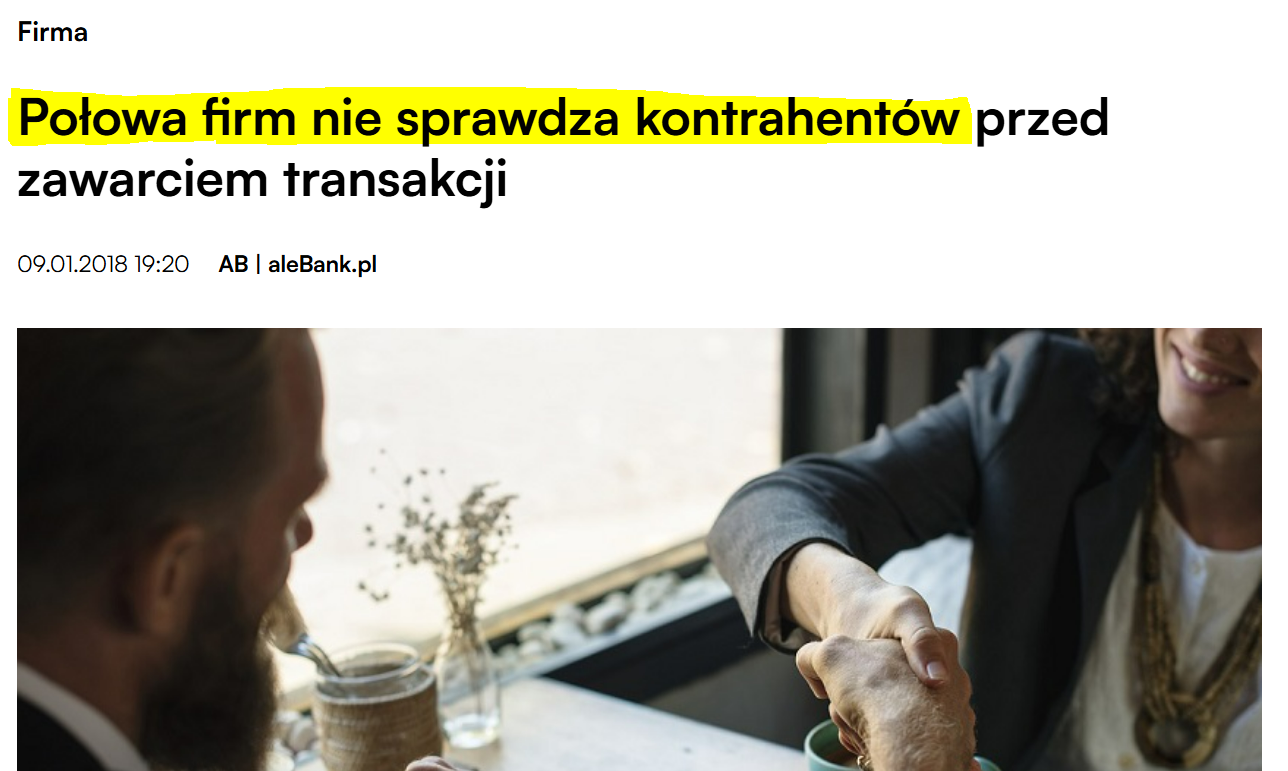 Firma
Połowa firm nie sprawdza kontrahentów przed
zawarciem transakcji
09.01.2018 19:20 AB | aleBank.pl